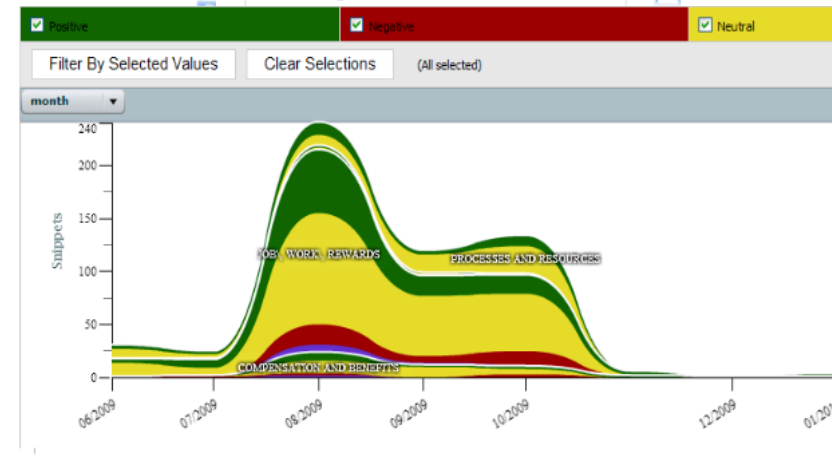 Positive Negative Neutral
Filter By Selected Values Clear Selections (All selected)
month
240
200
150
100
50
0
Snippets
JOB, WORK, REWARDS
PROCESSES AND RESOURCES
COMPENSATION AND BENEFITS
06/2009 07/2009 08/2009 09/2009 10/2009 12/2009 01/201